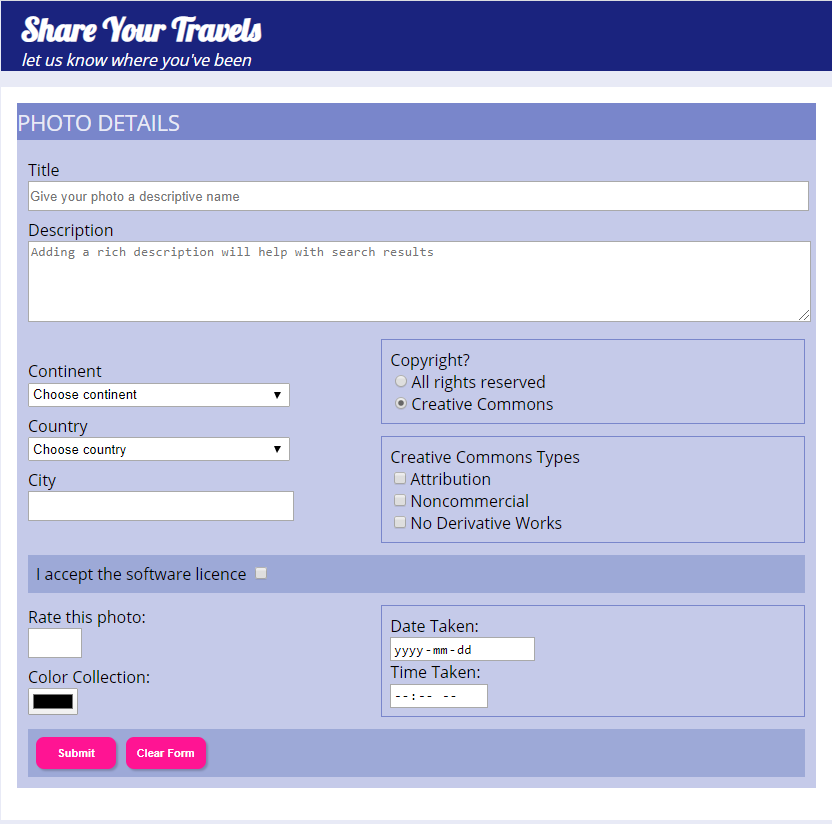 Share Your Travels
let us know where you've been
PHOTO DETAILS
Title
Give your photo a descriptive name
Description
Adding a rich description will help with search results
Continent
Choose continent
Country
Choose country
City
Copyright?
All rights reserved
Creative Commons
Creative Commons Types
Attribution
Noncommercial
No Derivative Works
I accept the software licence
Rate this photo:
Color Collection:
Date Taken:
yyyy-mm-dd
Time Taken:
--:-- --
Submit
Clear Form